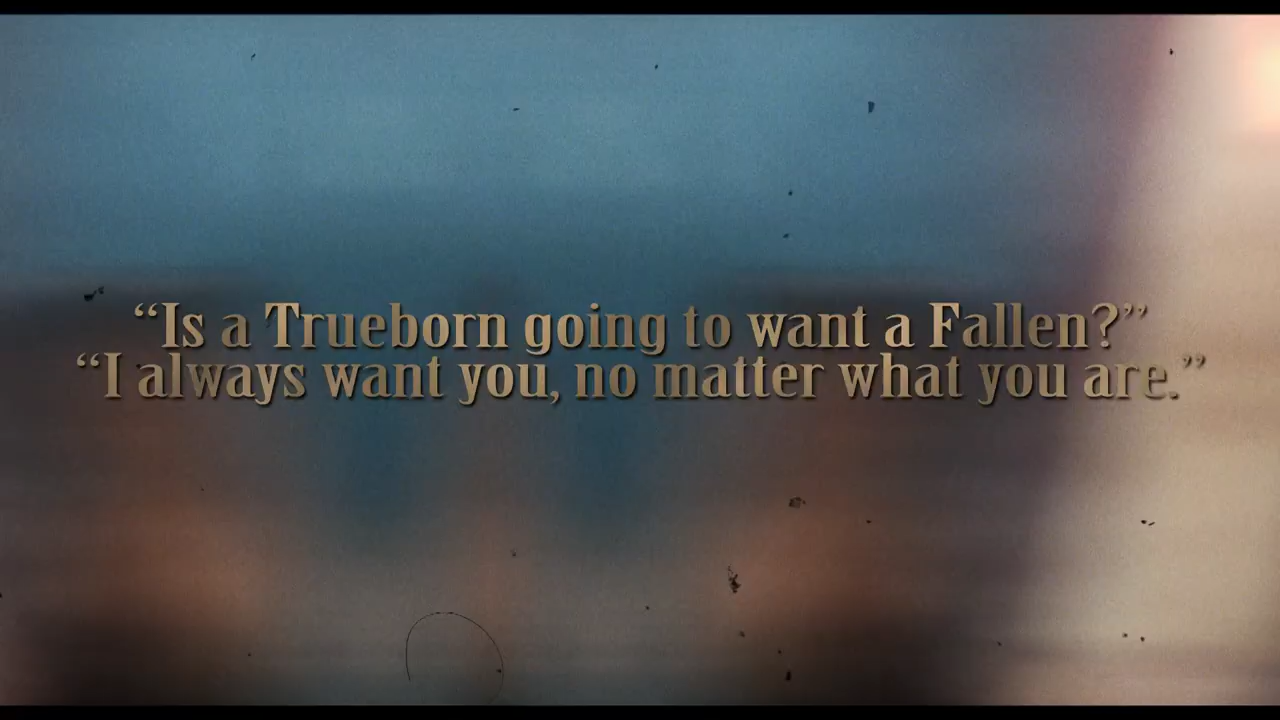 “Is a Trueborn going to want a Fallen?”
“I always want you, no matter what you are.”